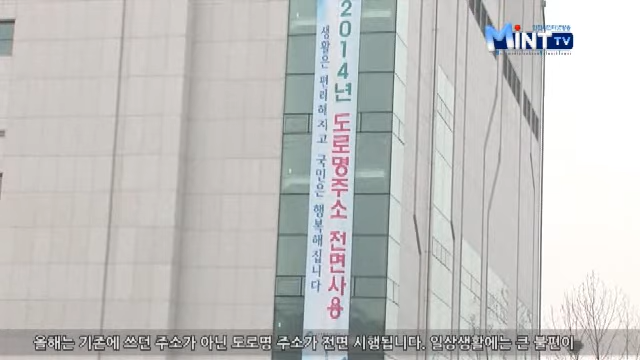 MINT TV
2014년 도로명주소 전면사용
생활은 편리해지고 국민은 행복해집니다
올해는 기존에 쓰던 주소가 아닌 도로명 주소가 전면 시행됩니다. 일상생활에는 큰 불편이